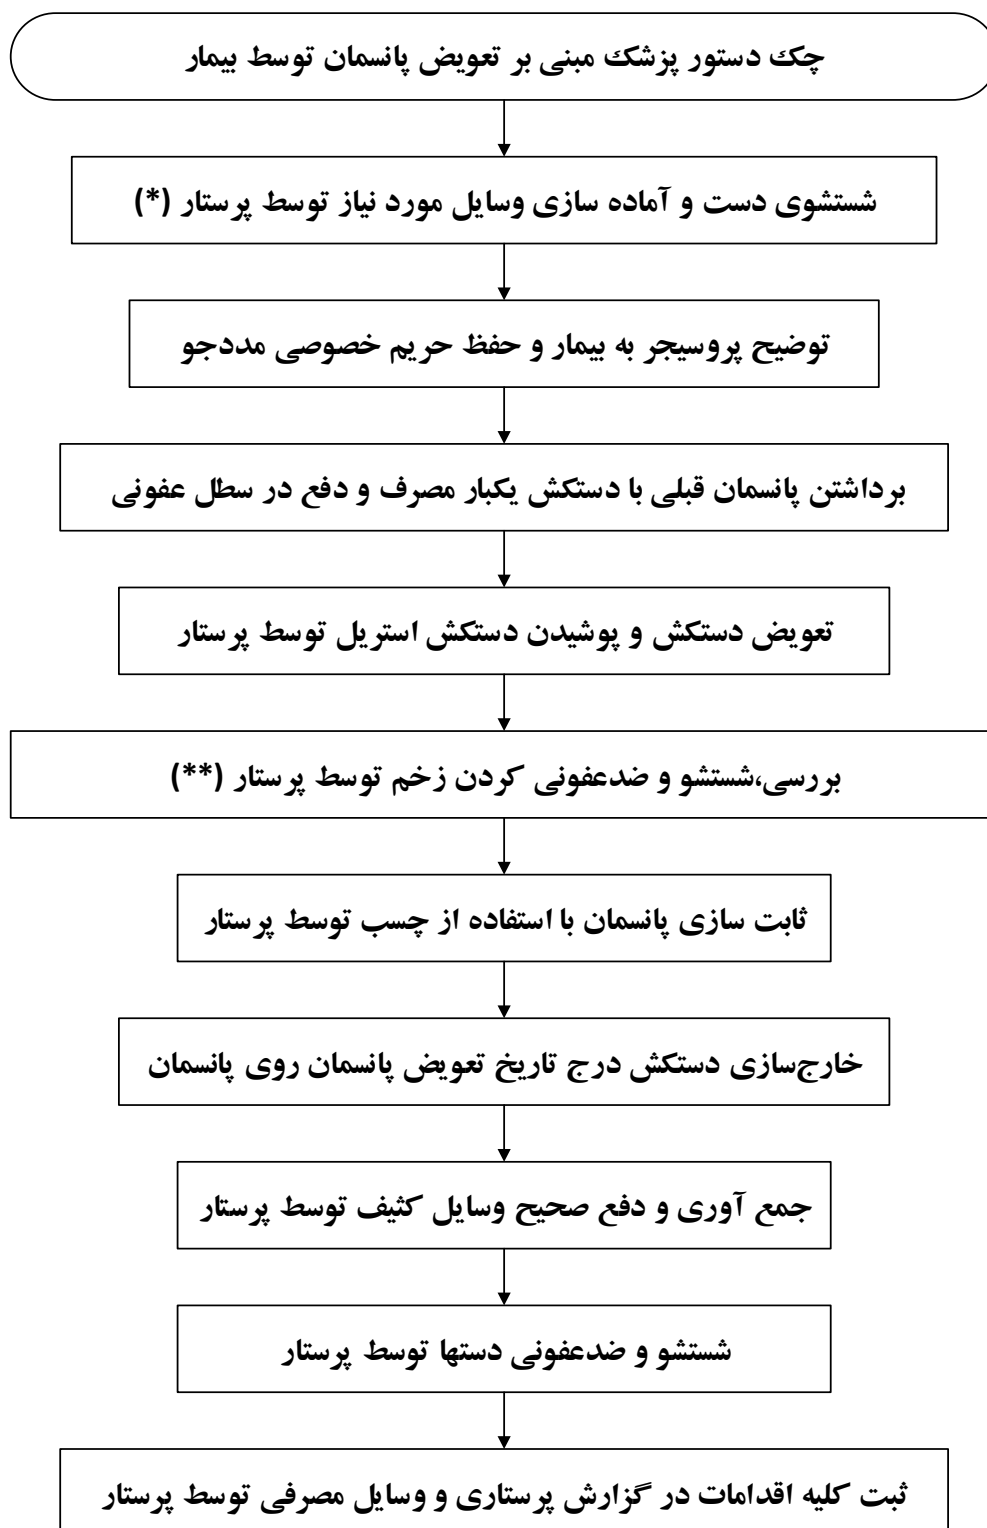 چک دستور پزشک مبنی بر تعویض پانسمان توسط بیمار
شستشوی دست و آماده سازی وسایل مورد نیاز توسط پرستار (*)
توضیح پروسیجر به بیمار و حفظ حریم خصوصی مددجو
برداشتن پانسمان قبلی با دستکش یکبار مصرف و دفع در سطل عفونی
تعویض دستکش و پوشیدن دستکش استریل توسط پرستار
بررسی،شستشو و ضدعفونی کردن زخم توسط پرستار (**)
ثابت سازی پانسمان با استفاده از چسب توسط پرستار
خارج‌سازی دستکش درج تاریخ تعویض پانسمان روی پانسمان
جمع آوری و دفع صحیح وسایل کثیف توسط پرستار
شستشو و ضدعفونی دستها توسط پرستار
ثبت کلیه اقدامات در گزارش پرستاری و وسایل مصرفی توسط پرستار